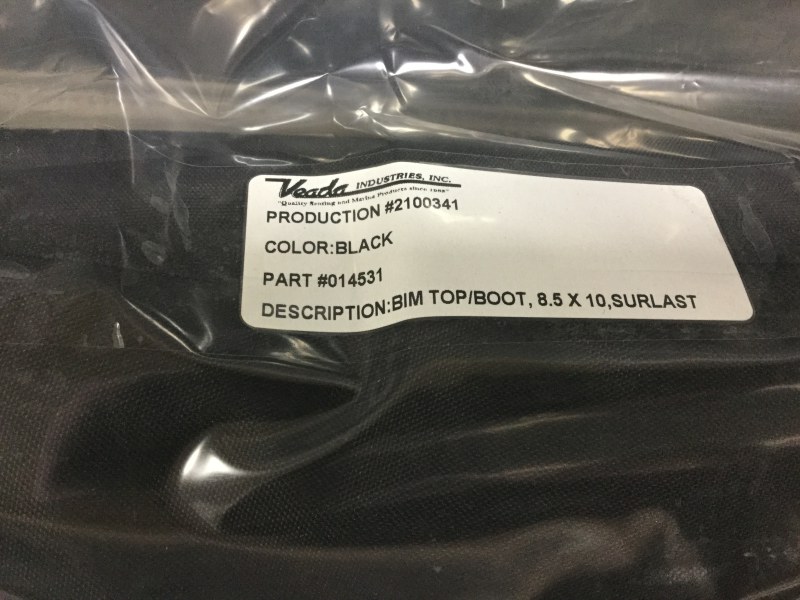 Veada INDUSTRIES, INC.
"Quality Seating and Marine Products since 1968"
PRODUCTION #2100341
COLOR:BLACK
PART #014531
DESCRIPTION:BIM TOP/BOOT, 8.5 X 10,SURLAST